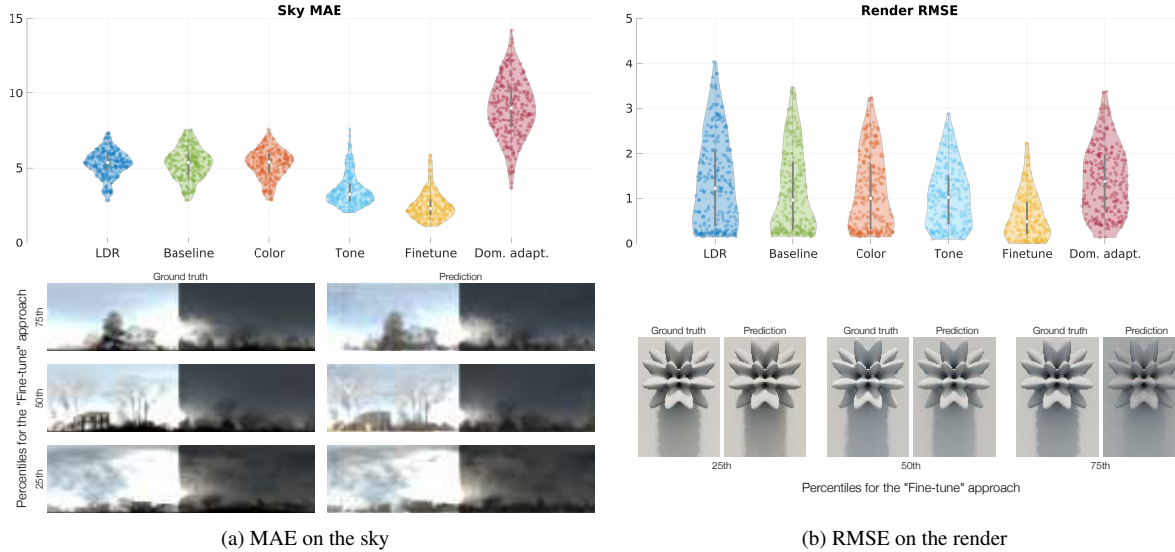 Sky MAE
15
10
5
0
LDR Baseline Color Tone Finetune Dom. adapt.
Ground truth Prediction
Percentiles for the "Fine-tune" approach
75th
50th
25th
(a) MAE on the sky
Render RMSE
5
4
3
2
1
0
LDR Baseline Color Tone Finetune Dom. adapt.
Ground truth Prediction Ground truth Prediction Ground truth Prediction
25th 50th 75th
Percentiles for the "Fine-tune" approach
(b) RMSE on the render